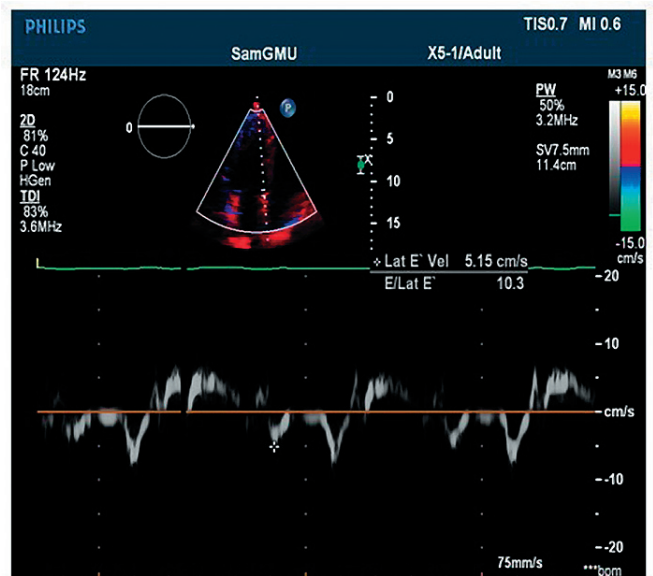 PHILIPS
TIS0.7 MI 0.6
SamGMU
X5-1/Adult
FR 124Hz
18cm
2D
81%
C 40
P Low
HGen
TDI
83%
3.6MHz
0
P
0
5
X
10
15
PW
50%
3.2MHz
SV7.5mm
11.4cm
M3 M6
+15.0
-15.0
cm/s
Lat E` Vel 5.15 cm/s
E/Lat E` 10.3
-20
-10
cm/s
-10
-20
75mm/s
***bpm